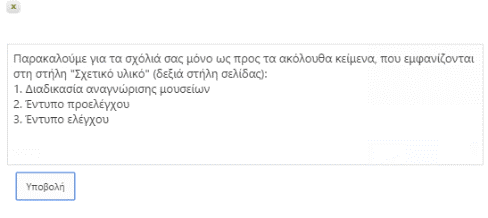 x
Παρακαλούμε για τα σχόλιά σας μόνο ως προς τα ακόλουθα κείμενα, που εμφανίζονται
στη στήλη "Σχετικό υλικό" (δεξιά στήλη σελίδας):
1. Διαδικασία αναγνώρισης μουσείων
2. Έντυπο προελέγχου
3. Έντυπο ελέγχου
Υποβολή